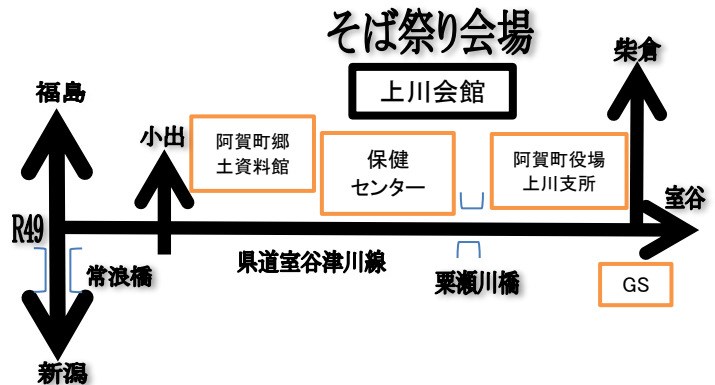 そば祭り会場
上川会館
柴倉
福島
小出
阿賀町郷
土資料館
保健
センター
阿賀町役場
上川支所
室谷
R49
県道室谷津川線
常浪橋
粟瀬川橋
GS
新潟